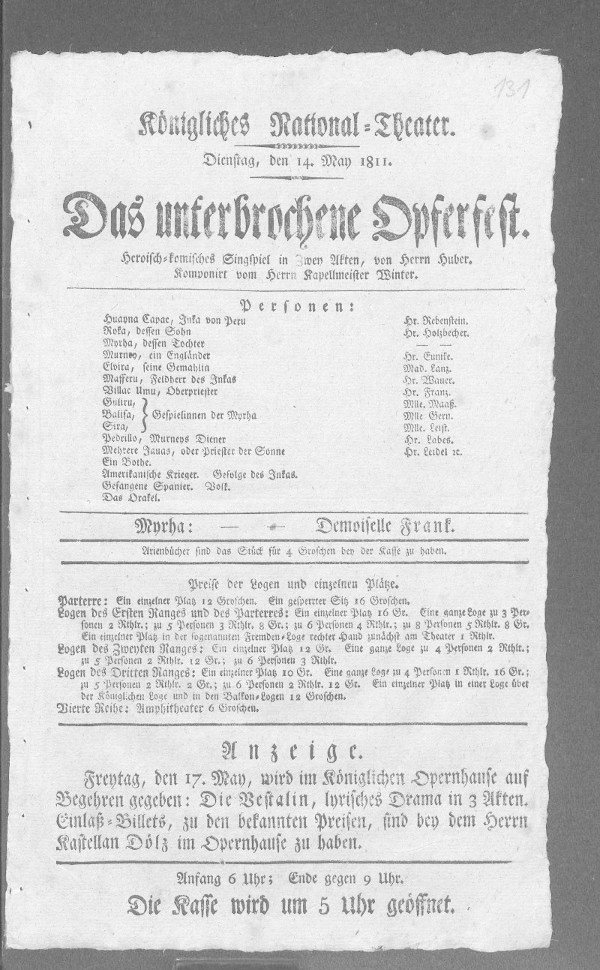 131
Königliches National-Theater.
Dienstag, den 14. May 1811.
Das unterbrochene Opferfest.
Heroisch-komisches Singspiel in Zwey Akten, von Herrn Huber.
Komponirt vom Herrn Kapellmeister Winter.
Personen:
Huayna Capac, Inka von Peru Hr. Rebenstein.
Roka, dessen Sohn Hr. Holzbecher.
Myrha, dessen Tochter — —
Murney, ein Engländer Hr. Eunike.
Elvira, seine Gemahlin Mad. Lanz.
Mafferu, Feldherr des Inkas Hr. Wauer.
Villac Umu, Oberpriester Hr. Franz.
Guliru, Mlle. Maaß.
Balisa, Gespielinnen der Myrha Mlle Gern.
Sira, Mlle. Leist.
Pedrillo, Murneys Diener Hr. Labes.
Mehrere Jauas, oder Priester der Sonne Hr. Leidel ꝛc.
Ein Bothe.
Amerikanische Krieger. Gefolge des Inkas.
Gefangene Spanier. Volk.
Das Orakel.
Myrha: — — Demoiselle Frank.
Arienbücher sind das Stück für 4 Groschen bey der Kasse zu haben.
Preise der Logen und einzelnen Plätze.
Parterre: Ein einzelner Platz 12 Groschen. Ein gesperrter Sitz 16 Groschen.
Logen des Ersten Ranges und des Parterres: Ein einzelner Platz 16 Gr. Eine ganze Loge zu 3 Per-
sonen 2 Rthlr.; zu 5 Personen 3 Rthlr. 8 Gr.; zu 6 Personen 4 Rthlr.; zu 8 Personen 5 Rthlr. 8 Gr.
Ein einzelner Platz in der sogenannten Fremden-Loge rechter Hand zunächst am Theater 1 Rthlr.
Logen des Zweyten Ranges: Ein einzelner Platz 12 Gr. Eine ganze Loge zu 4 Personen 2 Rthlr.;
zu 5 Personen 2 Rthlr. 12 Gr.; zu 6 Personen 3 Rthlr.
Logen des Dritten Ranges: Ein einzelner Platz 10 Gr. Eine ganze Loge zu 4 Personen 1 Rthlr. 16 Gr.;
zu 5 Personen 2 Rthlr. 2 Gr.; zu 6 Personen 2 Rthlr. 12 Gr. Ein einzelner Platz in einer Loge über
der Königlichen Loge und in den Balkon-Logen 12 Groschen.
Vierte Reihe: Amphitheater 6 Groschen.
Anzeige.
Freytag, den 17. May, wird im Königlichen Opernhause auf
Begehren gegeben: Die Vestalin, lyrisches Drama in 3 Akten.
Einlaß-Billets, zu den bekannten Preisen, sind bey dem Herrn
Kastellan Dölz im Opernhause zu haben.
Anfang 6 Uhr; Ende gegen 9 Uhr.
Die Kasse wird um 5 Uhr geöffnet.